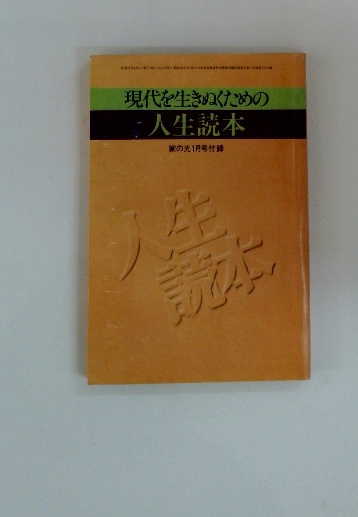 現代を生きぬくための
人生読本
家の光1月号付録
人生
読本